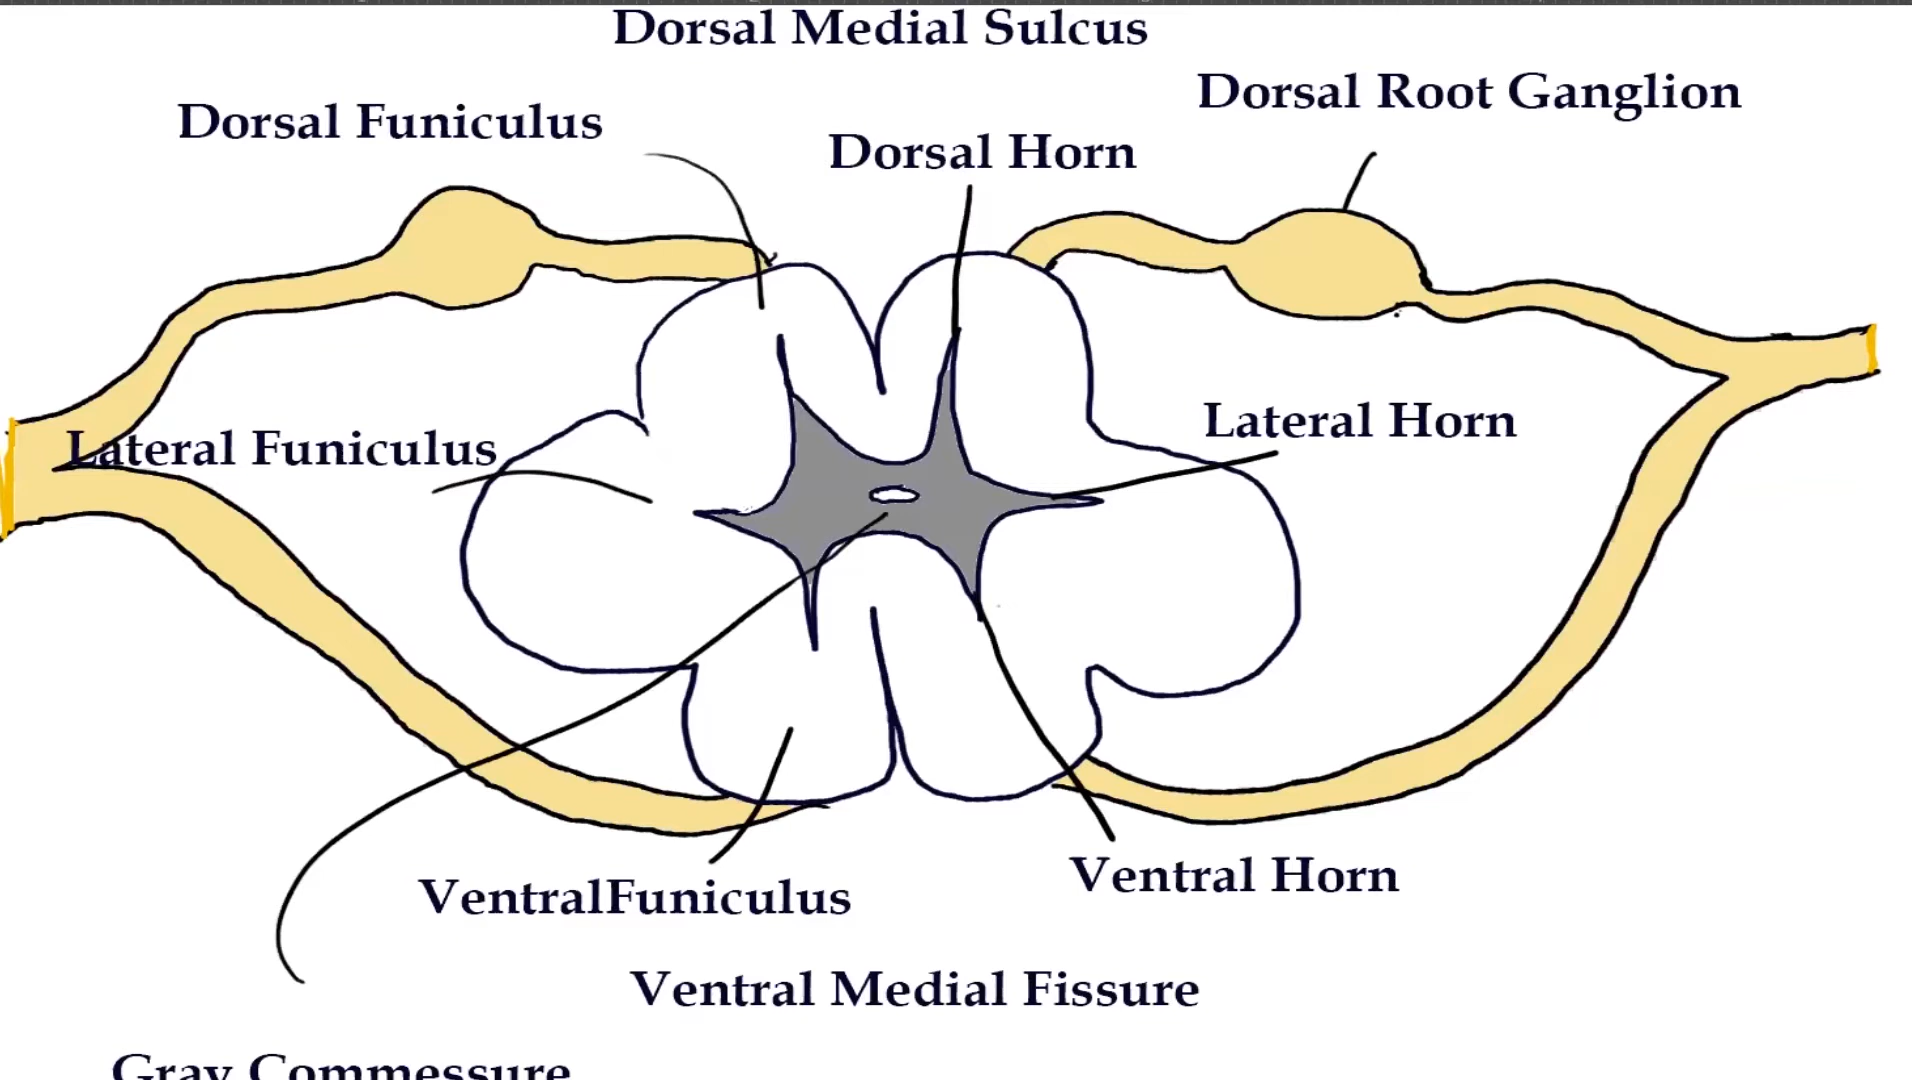 Dorsal Medial Sulcus
Dorsal Root Ganglion
Dorsal Funiculus
Dorsal Horn
Lateral Horn
Lateral Funiculus
Ventral Horn
VentralFuniculus
Ventral Medial Fissure
Gray Commessure